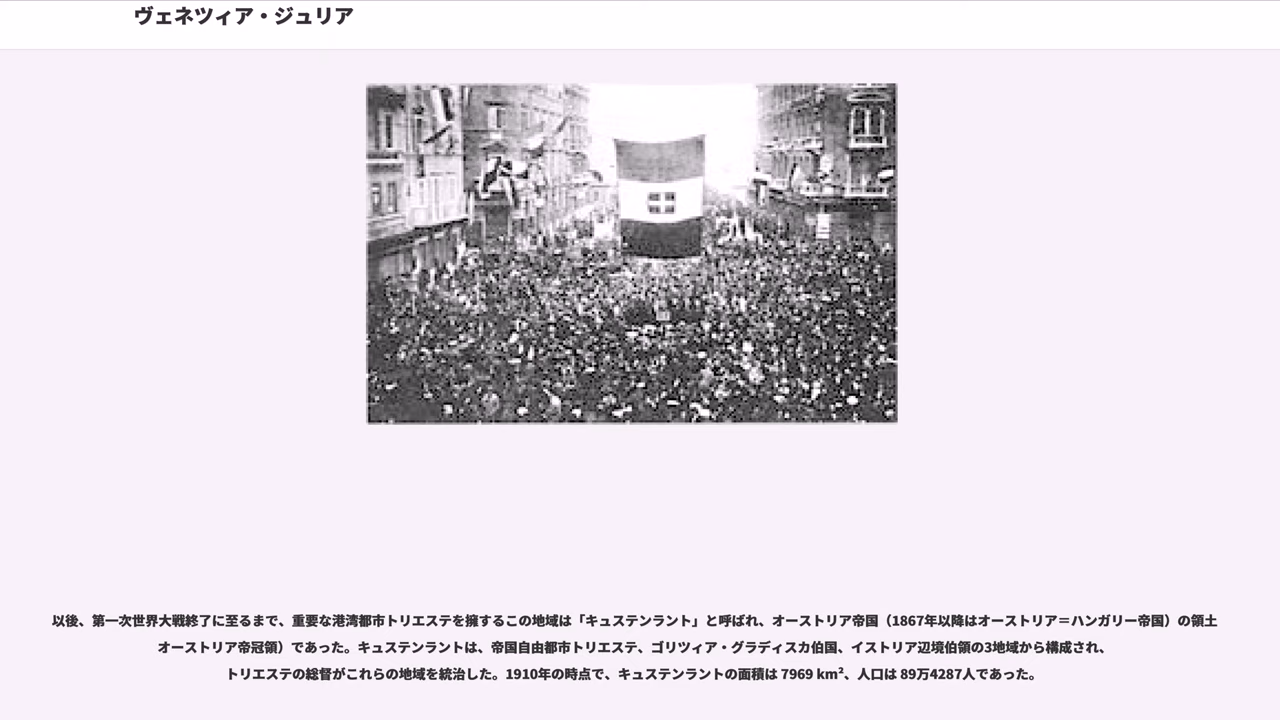 ヴェネツィア・ジュリア
以後、第一次世界大戦終了に至るまで、重要な港湾都市トリエステを擁するこの地域は「キュステンラント」と呼ばれ、オーストリア帝国（1867年以降はオーストリア＝ハンガリー帝国）の領土
オーストリア帝冠領）であった。キュステンラントは、帝国自由都市トリエステ、ゴリツィア・グラディスカ伯国、イストリア辺境伯領の3地域から構成され、
トリエステの総督がこれらの地域を統治した。1910年の時点で、キュステンラントの面積は 7969 km²、人口は 89万4287人であった。